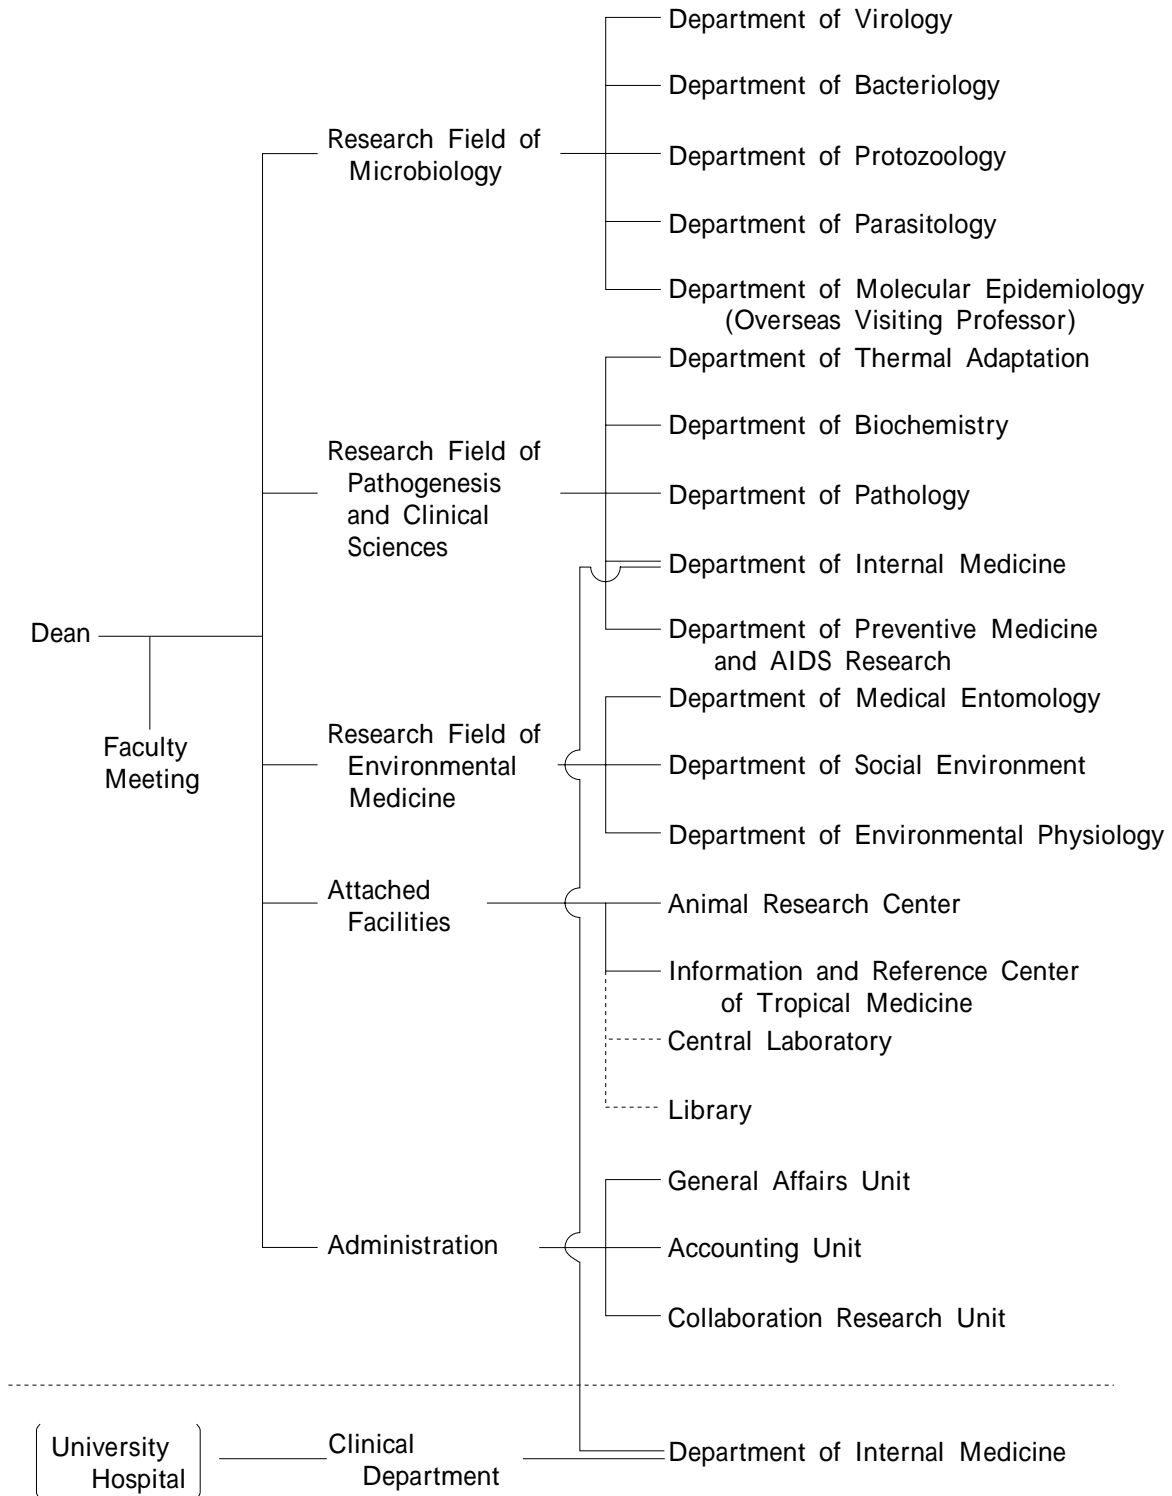 Department of Virology
Department of Bacteriology
Research Field of
Microbiology
Department of Protozoology
Department of Parasitology
Department of Molecular Epidemiology
(Overseas Visiting Professor)
Department of Thermal Adaptation
Department of Biochemistry
Research Field of
Pathogenesis
and Clinical
Sciences
Department of Pathology
Department of Internal Medicine
Department of Preventive Medicine
and AIDS Research
Dean
Faculty
Meeting
Department of Medical Entomology
Research Field of
Environmental
Medicine
Department of Social Environment
Department of Environmental Physiology
Attached
Facilities
Animal Research Center
Information and Reference Center
of Tropical Medicine
Central Laboratory
Library
General Affairs Unit
Administration
Accounting Unit
Collaboration Research Unit
University
Hospital
Clinical
Department
Department of Internal Medicine